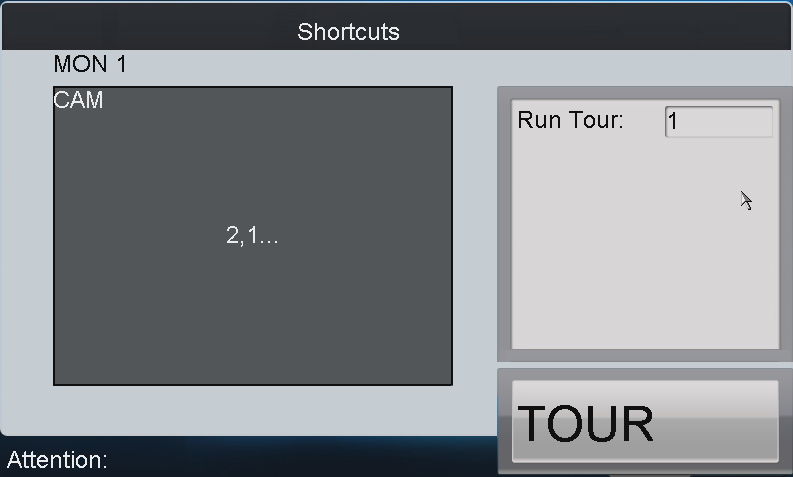 Shortcuts
MON 1
CAM
2,1...
Run Tour: 1
TOUR
Attention: